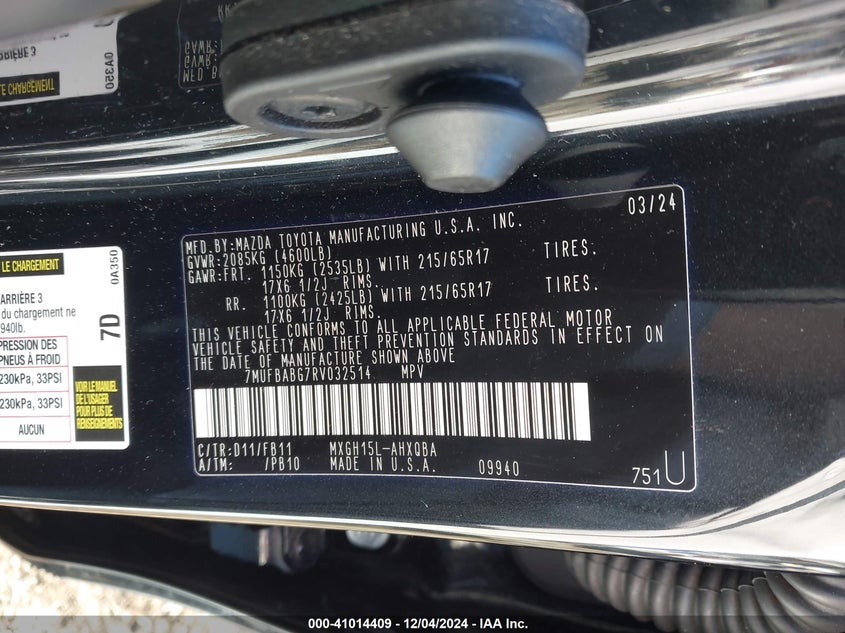 MFD.BY:MAZDA TOYOTA MANUFACTURING U.S.A. INC. 03/24
GVWR:2085KG (4600LB)
GAWR:FRT. 1150KG (2535LB) WITH 215/65R17 TIRES.
17X6 1/2J RIMS.
RR. 1100KG (2425LB) WITH 215/65R17 TIRES.
17X6 1/2J RIMS.
THIS VEHICLE CONFORMS TO ALL APPLICABLE FEDERAL MOTOR
VEHICLE SAFETY AND THEFT PREVENTION STANDARDS IN EFFECT ON
THE DATE OF MANUFACTURE SHOWN ABOVE
7MUFBABG7RV032514 MPV
C/TR:D11/FB11 MXGH15L-AHXQBA
A/TM: /PB10 MADE IN U.S.A. 09940
751U
LE CHARGEMENT
ARRIÈRE 3
du chargement ne
940lb.
PRESSION DES
PNEUS À FROID
230kPa, 33PSI
230kPa, 33PSI
AUCUN
VOIR LE MANUEL
DE L'USAGER
POUR PLUS DE
RENSEIGNEMENTS
7D
0A350
000-41014409 - 12/04/2024 - IAA Inc.